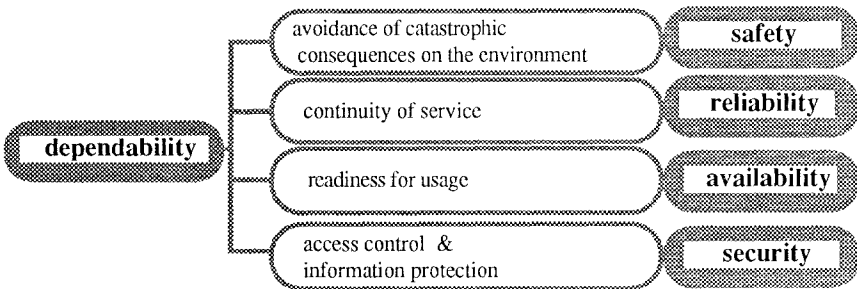 avoidance of catastrophic
consequences on the environment
safety
continuity of service
reliability
dependability
readiness for usage
availability
access control &
information protection
security